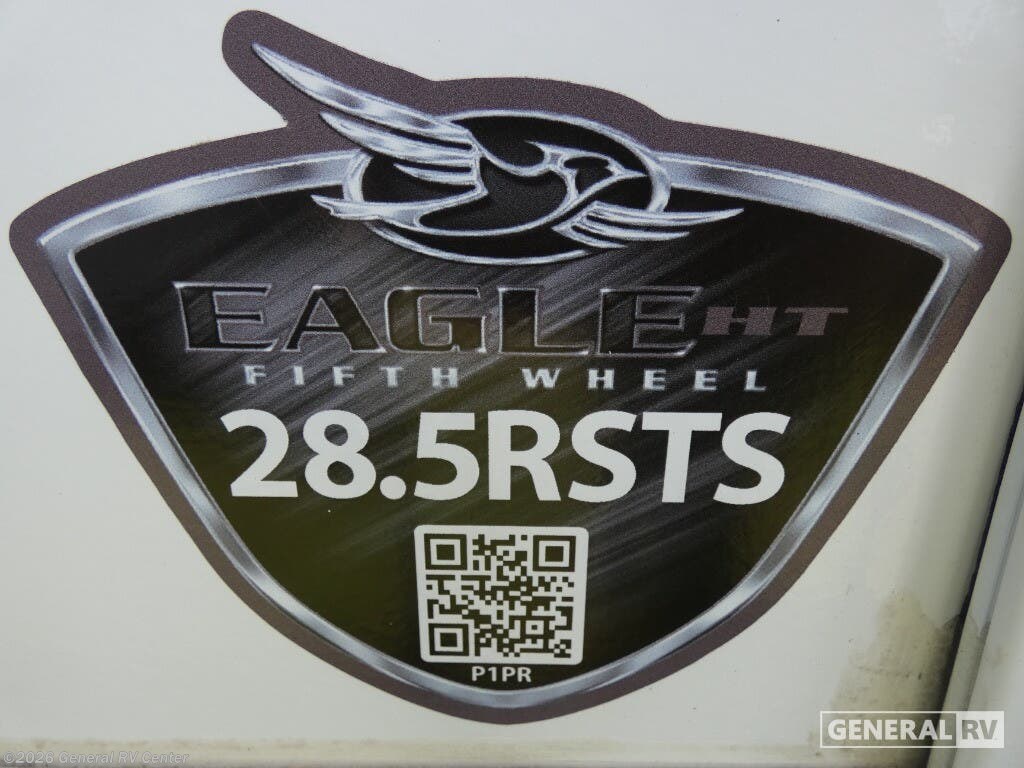 EAGLE HT
FIFTH WHEEL
28.5RSTS
P1PR
GENERAL RV
©2026 General RV Center